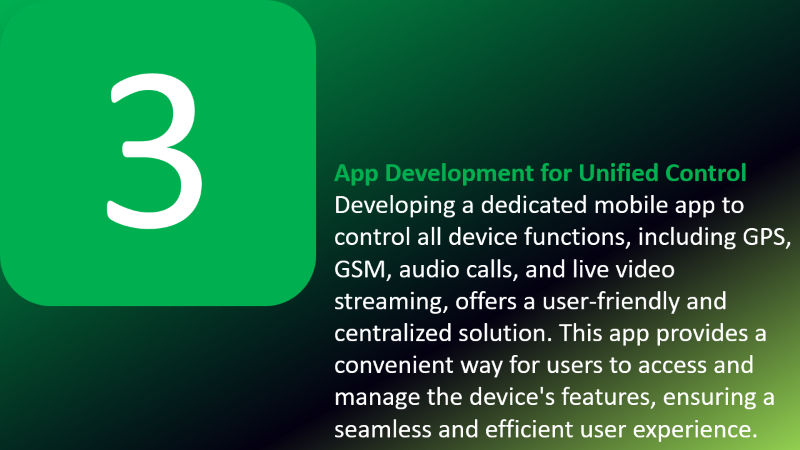 3
App Development for Unified Control
Developing a dedicated mobile app to
control all device functions, including GPS,
GSM, audio calls, and live video
streaming, offers a user-friendly and
centralized solution. This app provides a
convenient way for users to access and
manage the device's features, ensuring a
seamless and efficient user experience.